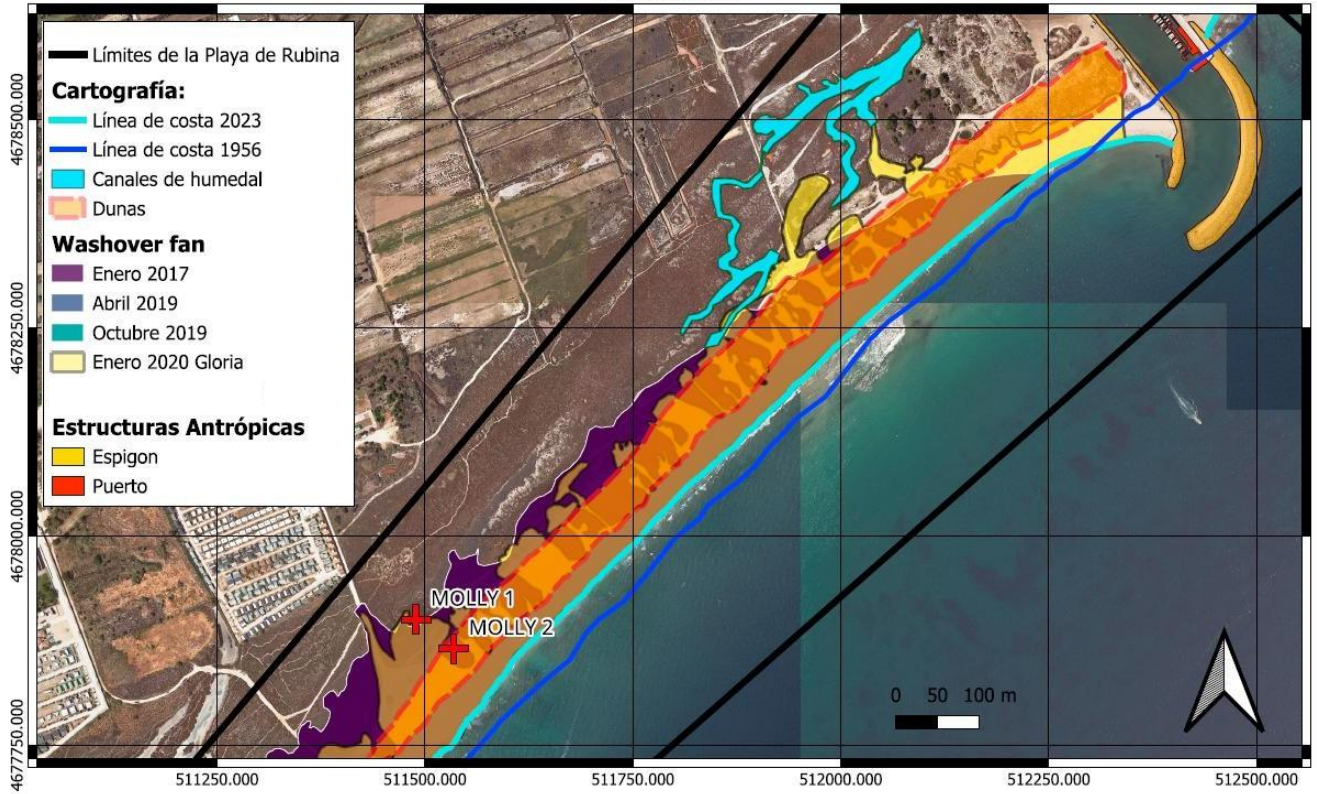 Límites de la Playa de Rubina
Cartografía:
Línea de costa 2023
Línea de costa 1956
Canales de humedal
Dunas
Washover fan
Enero 2017
Abril 2019
Octubre 2019
Enero 2020 Gloria
Estructuras Antrópicas
Espigon
Puerto
MOLLY 1
MOLLY 2
0 50 100 m
4678500.000
4678250.000
4678000.000
4677750.000
511250.000 511500.000 511750.000 512000.000 512250.000 512500.000